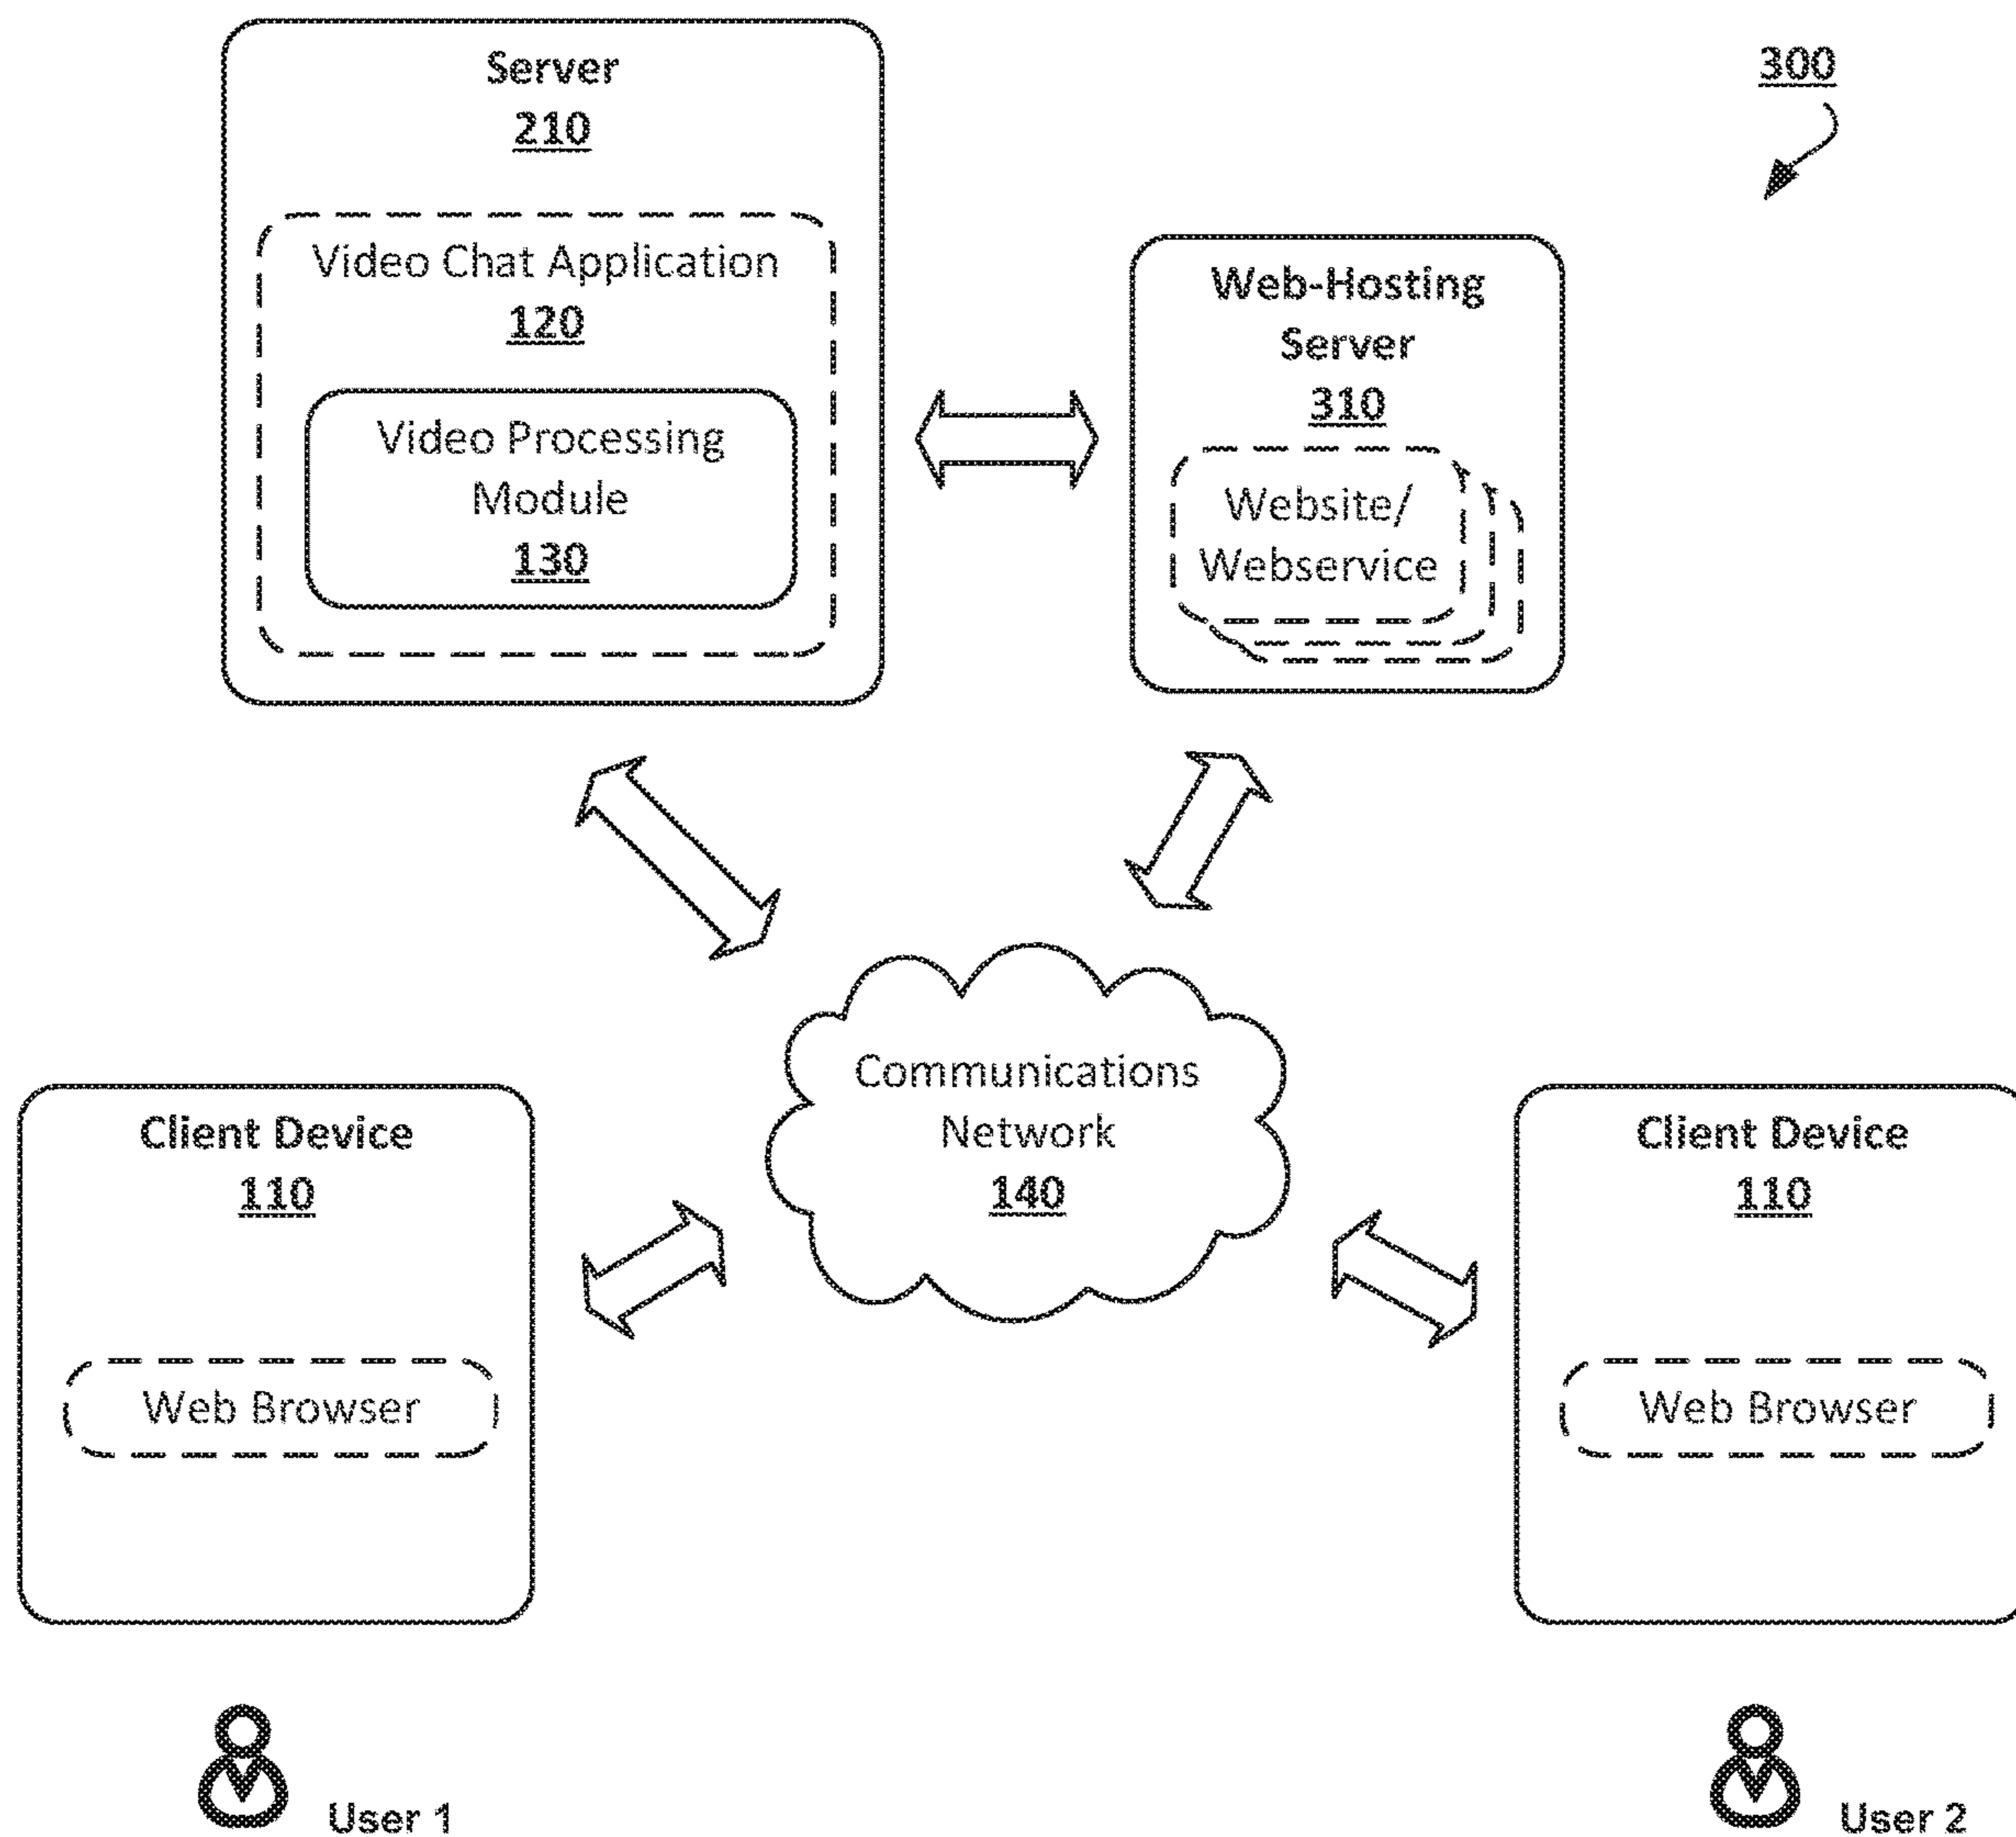 Server
210
Video Chat Application
120
Video Processing
Module
130
300
Web-Hosting
Server
310
Website/
Webservice
Communications
Network
140
Client Device
110
Web Browser
Client Device
110
Web Browser
User 1
User 2